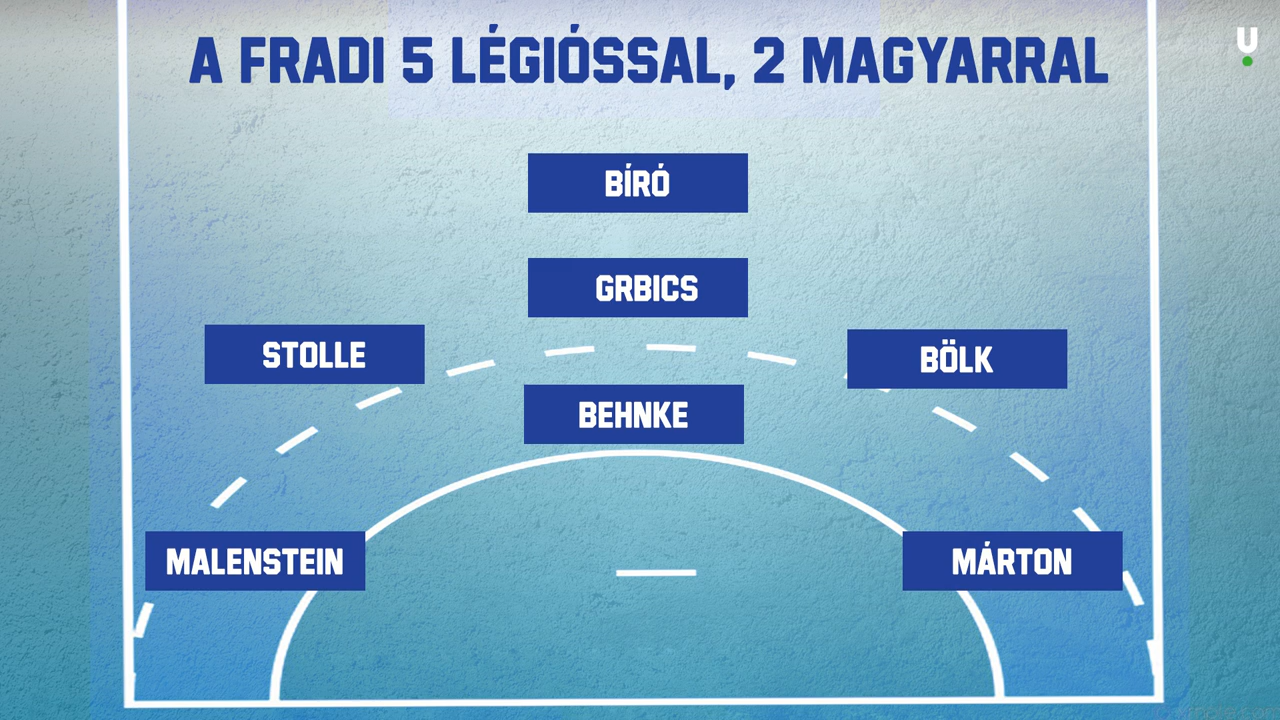 A FRADI 5 LÉGIÓSSAL, 2 MAGYARRAL
U
BÍRÓ
GRBICS
STOLLE
BÖLK
BEHNKE
MALENSTEIN
MÁRTON